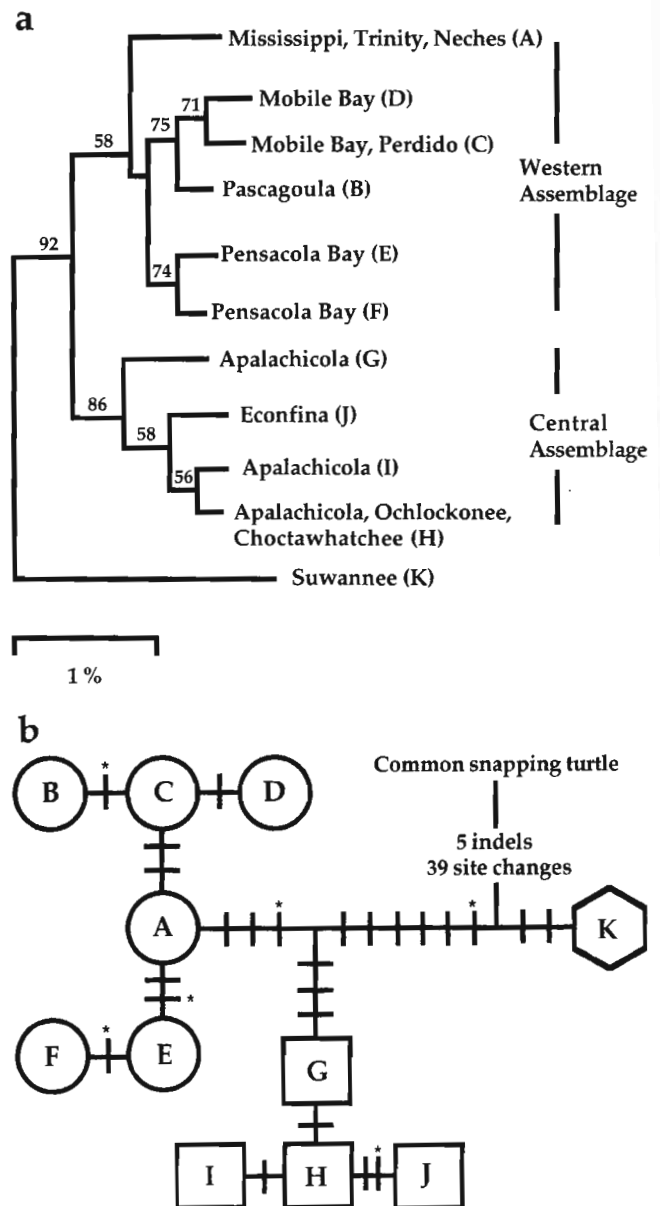 a
Mississippi, Trinity, Neches (A)
71
Mobile Bay (D)
75
58
Mobile Bay, Perdido (C)
Western
Assemblage
Pascagoula (B)
92
Pensacola Bay (E)
74
Pensacola Bay (F)
Apalachicola (G)
86
Econfina (J)
58
Central
Assemblage
Apalachicola (I)
56
Apalachicola, Ochlockonee,
Choctawhatchee (H)
Suwannee (K)
1 %
b
Common snapping turtle
*
B C D
5 indels
39 site changes
* *
A K
*
*
F E
G
*
I H J